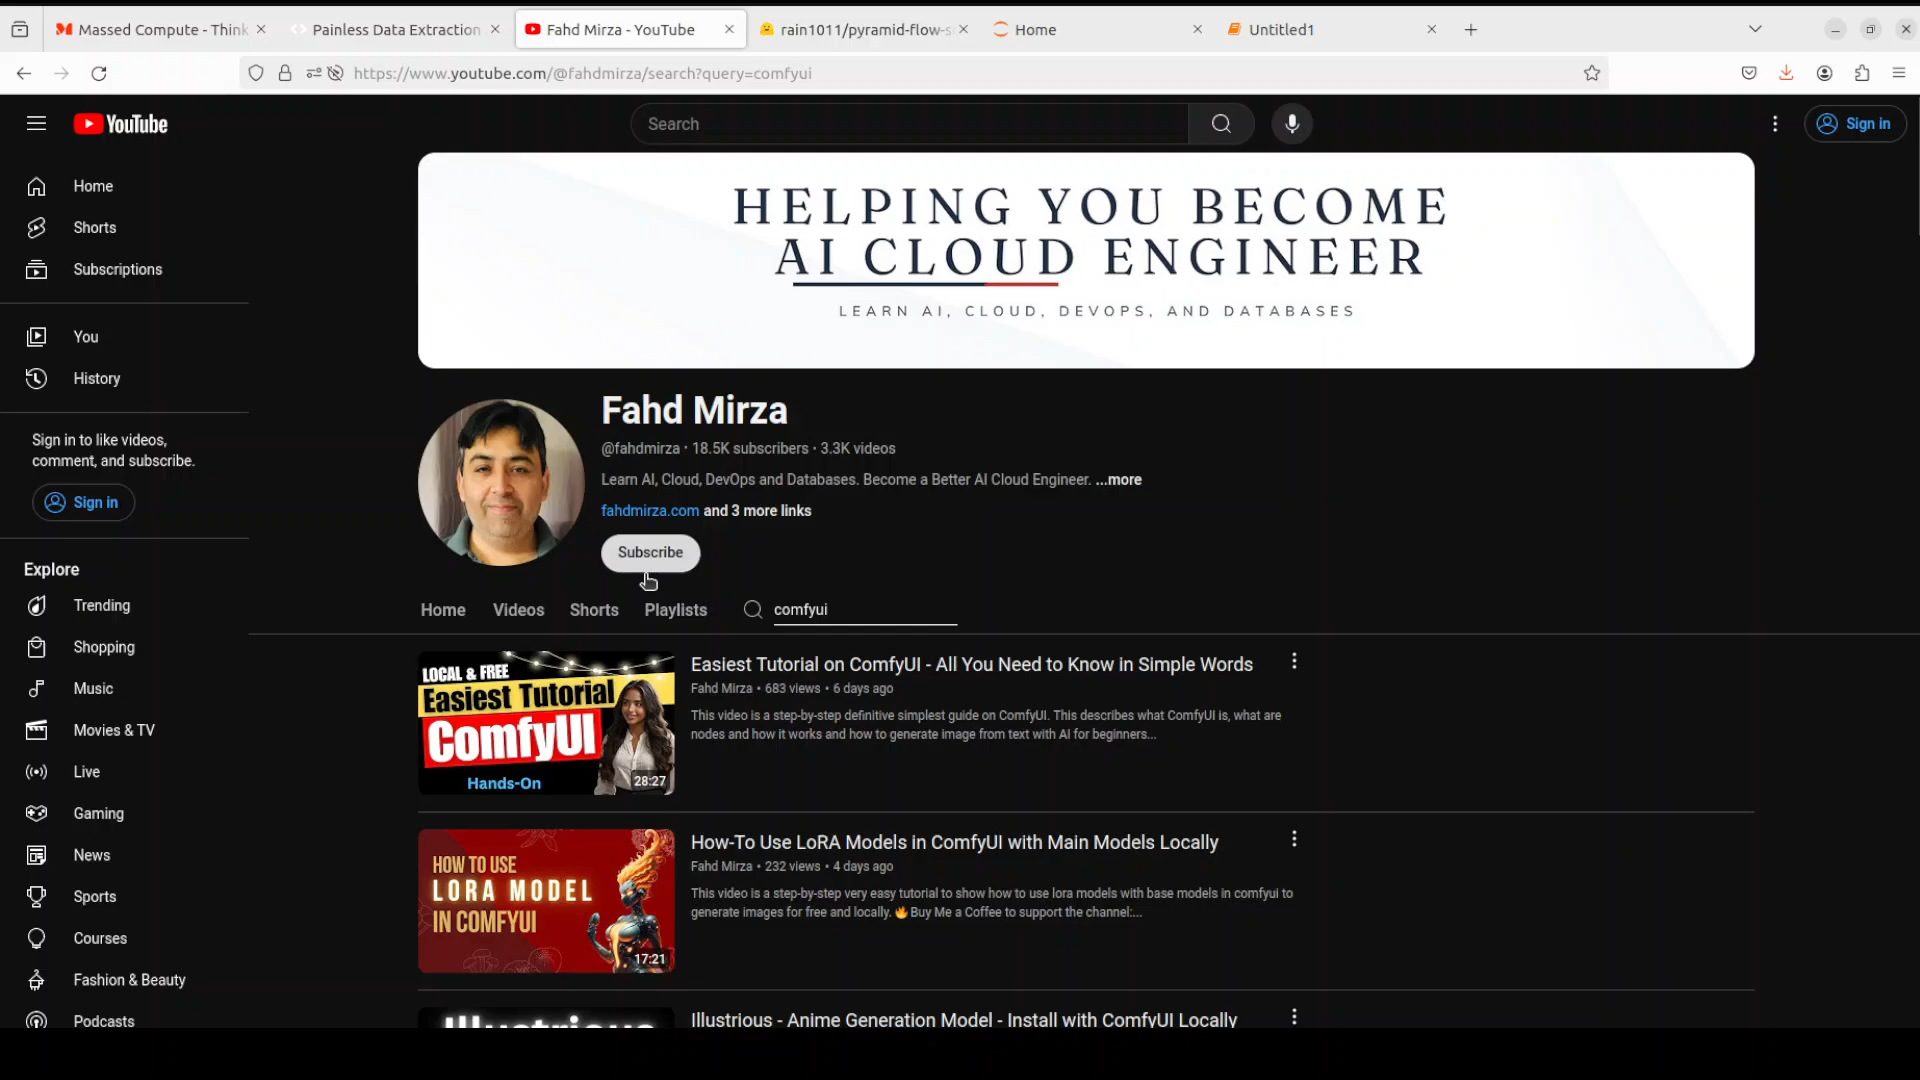 Massed Compute - Think
Painless Data Extraction
Fahd Mirza - YouTube
rain1011/pyramid-flow-s
Home
Untitled1
https://www.youtube.com/@fahdmirza/search?query=comfyui
YouTube
Search
Sign in
Home
Shorts
Subscriptions
You
History
Sign in to like videos,
comment, and subscribe.
Sign in
Explore
Trending
Shopping
Music
Movies & TV
Live
Gaming
News
Sports
Courses
Fashion & Beauty
Podcasts
HELPING YOU BECOME
AI CLOUD ENGINEER
LEARN AI, CLOUD, DEVOPS, AND DATABASES
Fahd Mirza
@fahdmirza • 18.5K subscribers • 3.3K videos
Learn AI, Cloud, DevOps and Databases. Become a Better AI Cloud Engineer. ...more
fahdmirza.com and 3 more links
Subscribe
Home Videos Shorts Playlists comfyui
LOCAL & FREE
Easiest Tutorial
ComfyUI
Hands-On
28:27
Easiest Tutorial on ComfyUI - All You Need to Know in Simple Words
Fahd Mirza • 683 views • 6 days ago
This video is a step-by-step definitive simplest guide on ComfyUI. This describes what ComfyUI is, what are
nodes and how it works and how to generate image from text with AI for beginners...
HOW TO USE
LORA MODEL
IN COMFYUI
17:21
How-To Use LoRA Models in ComfyUI with Main Models Locally
Fahd Mirza • 232 views • 4 days ago
This video is a step-by-step very easy tutorial to show how to use lora models with base models in comfyui to
generate images for free and locally. 🔥 Buy Me a Coffee to support the channel:...
Illustrious
Illustrious - Anime Generation Model - Install with ComfyUI Locally